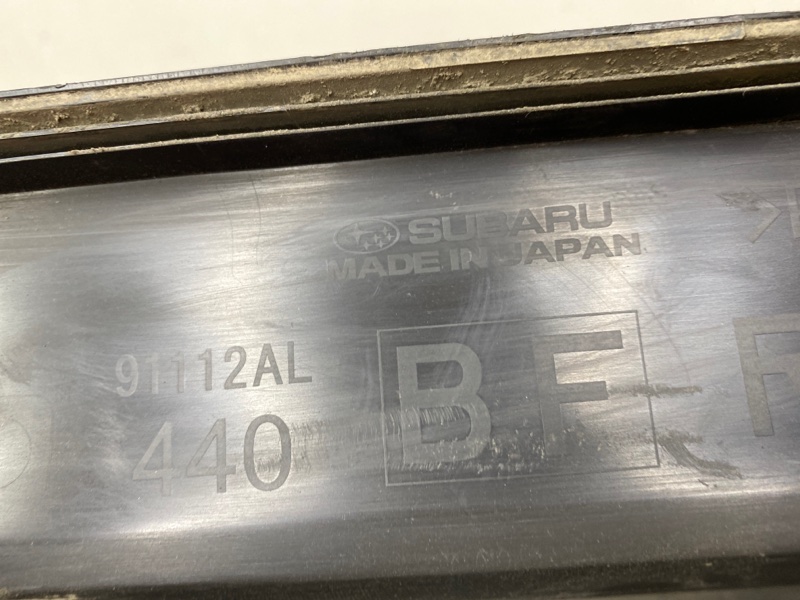 SUBARU
MADE IN JAPAN
91112AL
440
BF